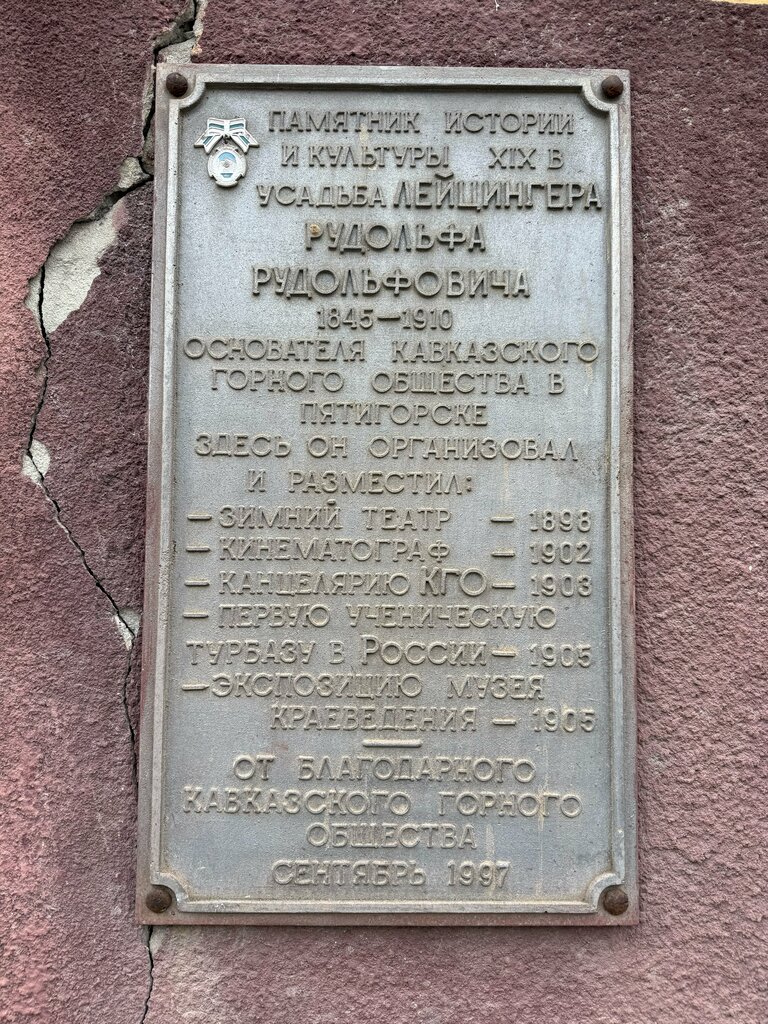 ПАМЯТНИК ИСТОРИИ
И КУЛЬТУРЫ XIX В
УСАДЬБА ЛЕЙЦИНГЕРА
РУДОЛЬФА
РУДОЛЬФОВИЧА
1845—1910
ОСНОВАТЕЛЯ КАВКАЗСКОГО
ГОРНОГО ОБЩЕСТВА В
ПЯТИГОРСКЕ
ЗДЕСЬ ОН ОРГАНИЗОВАЛ
И РАЗМЕСТИЛ:
— ЗИМНИЙ ТЕАТР — 1898
— КИНЕМАТОГРАФ — 1902
— КАНЦЕЛЯРИЮ КГО — 1903
— ПЕРВУЮ УЧЕНИЧЕСКУЮ
ТУРБАЗУ В РОССИИ — 1905
— ЭКСПОЗИЦИЮ МУЗЕЯ
КРАЕВЕДЕНИЯ — 1905
ОТ БЛАГОДАРНОГО
КАВКАЗСКОГО ГОРНОГО
ОБЩЕСТВА
СЕНТЯБРЬ 1997